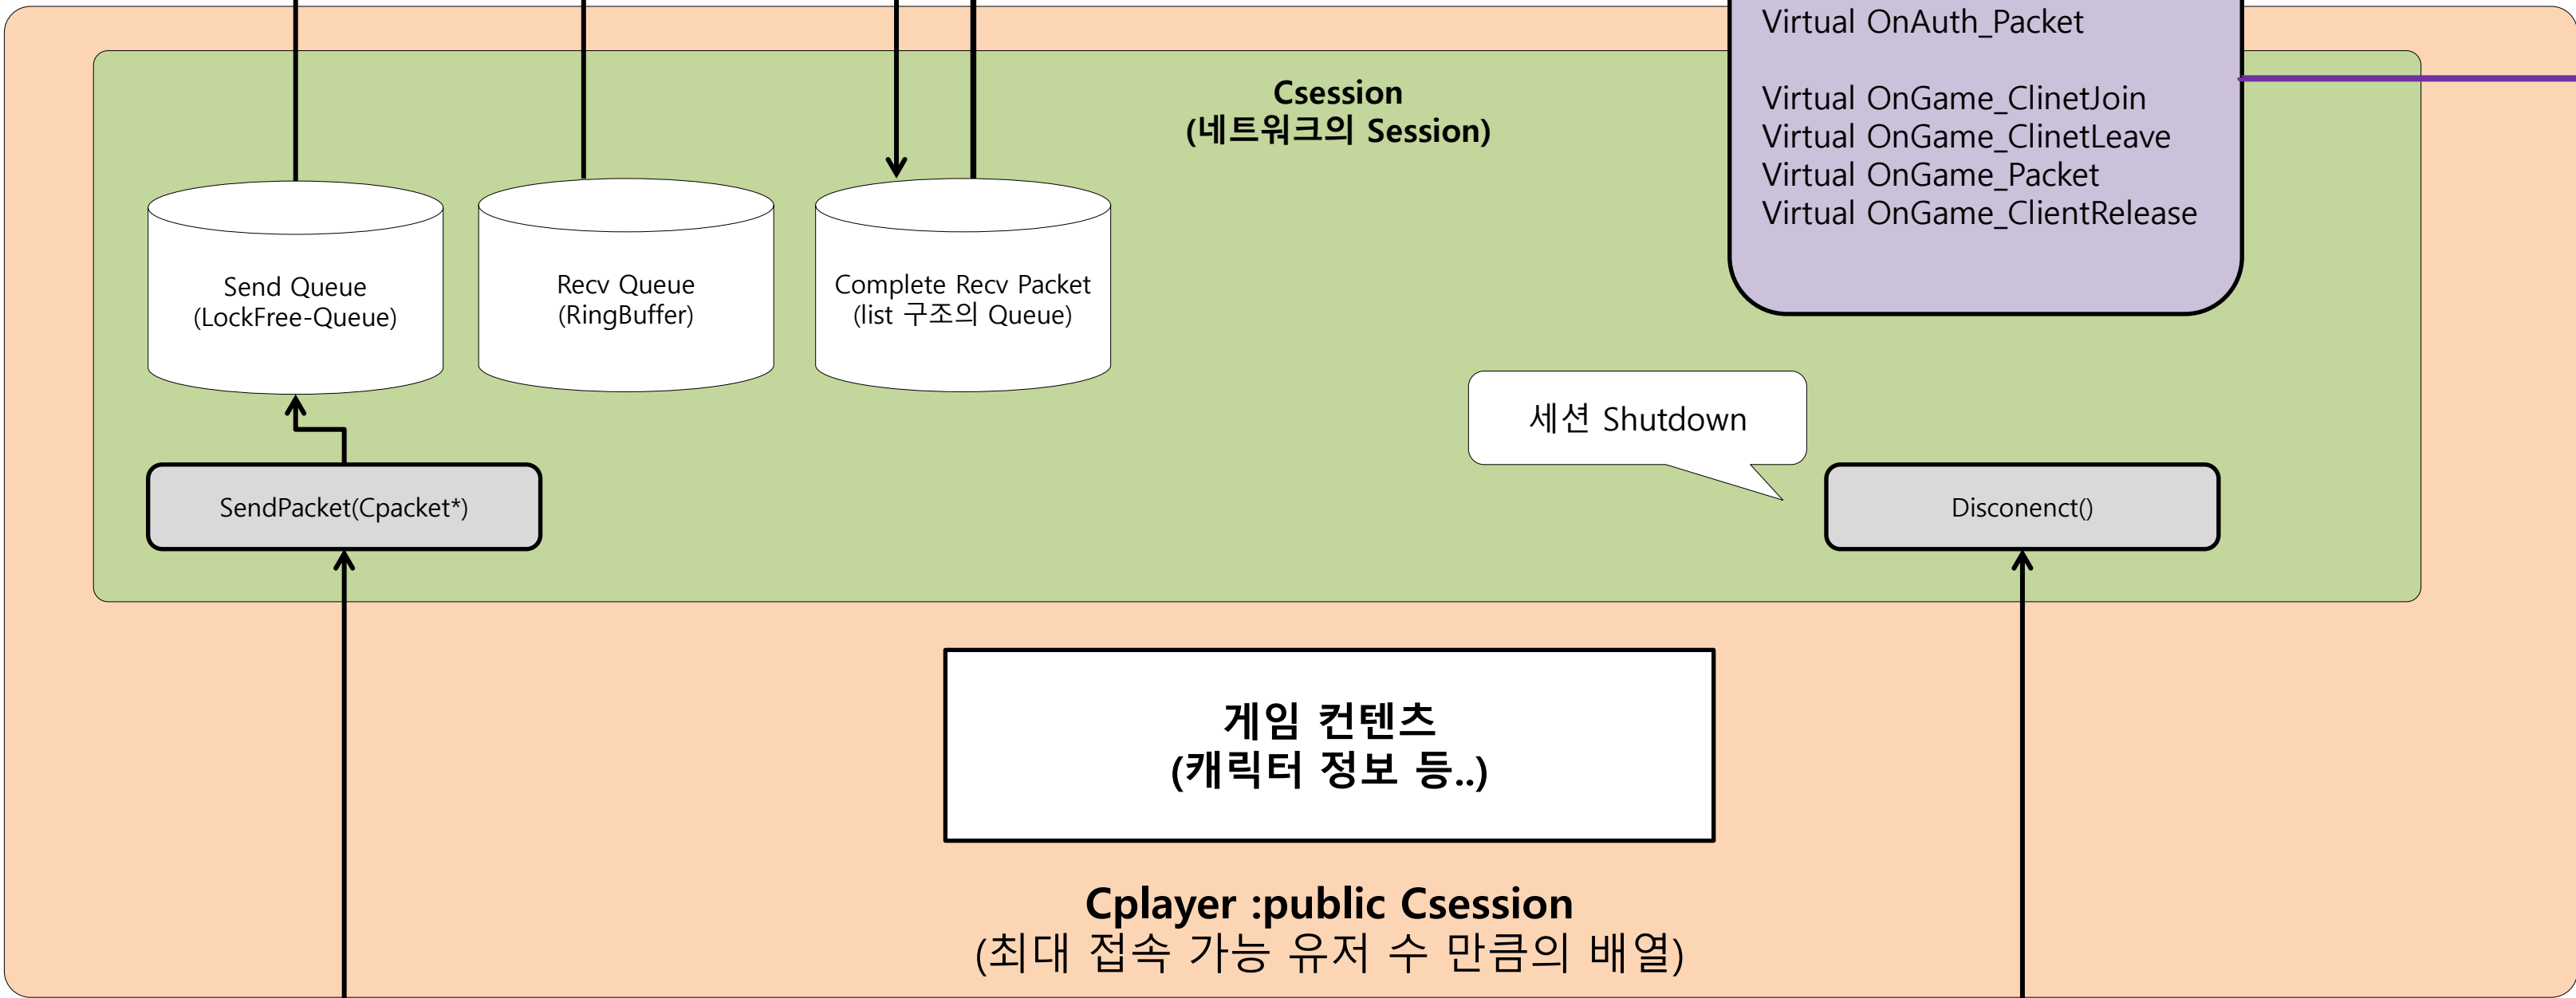 Virtual OnAuth_Packet
Virtual OnGame_ClinetJoin
Virtual OnGame_ClinetLeave
Virtual OnGame_Packet
Virtual OnGame_ClientRelease
Csession
(네트워크의 Session)
Send Queue
(LockFree-Queue)
Recv Queue
(RingBuffer)
Complete Recv Packet
(list 구조의 Queue)
세션 Shutdown
SendPacket(Cpacket*)
Disconenct()
게임 컨텐츠
(캐릭터 정보 등..)
Cplayer :public Csession
(최대 접속 가능 유저 수 만큼의 배열)